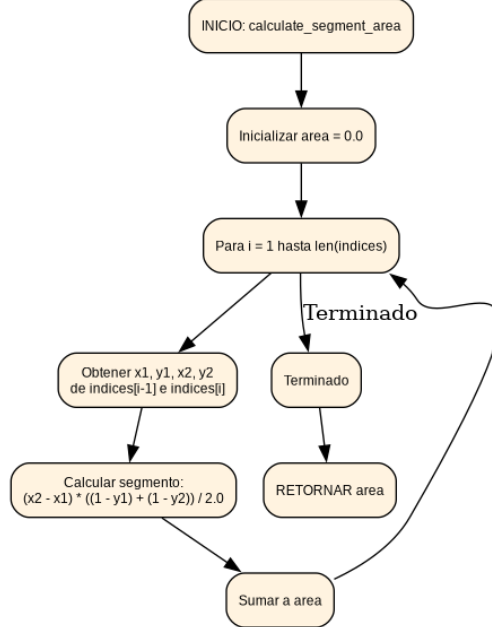 INICIO: calculate_segment_area
Inicializar area = 0.0
Para i = 1 hasta len(indices)
Terminado
Obtener x1, y1, x2, y2
de indices[i-1] e indices[i]
Terminado
Calcular segmento:
(x2 - x1) * ((1 - y1) + (1 - y2)) / 2.0
RETORNAR area
Sumar a area